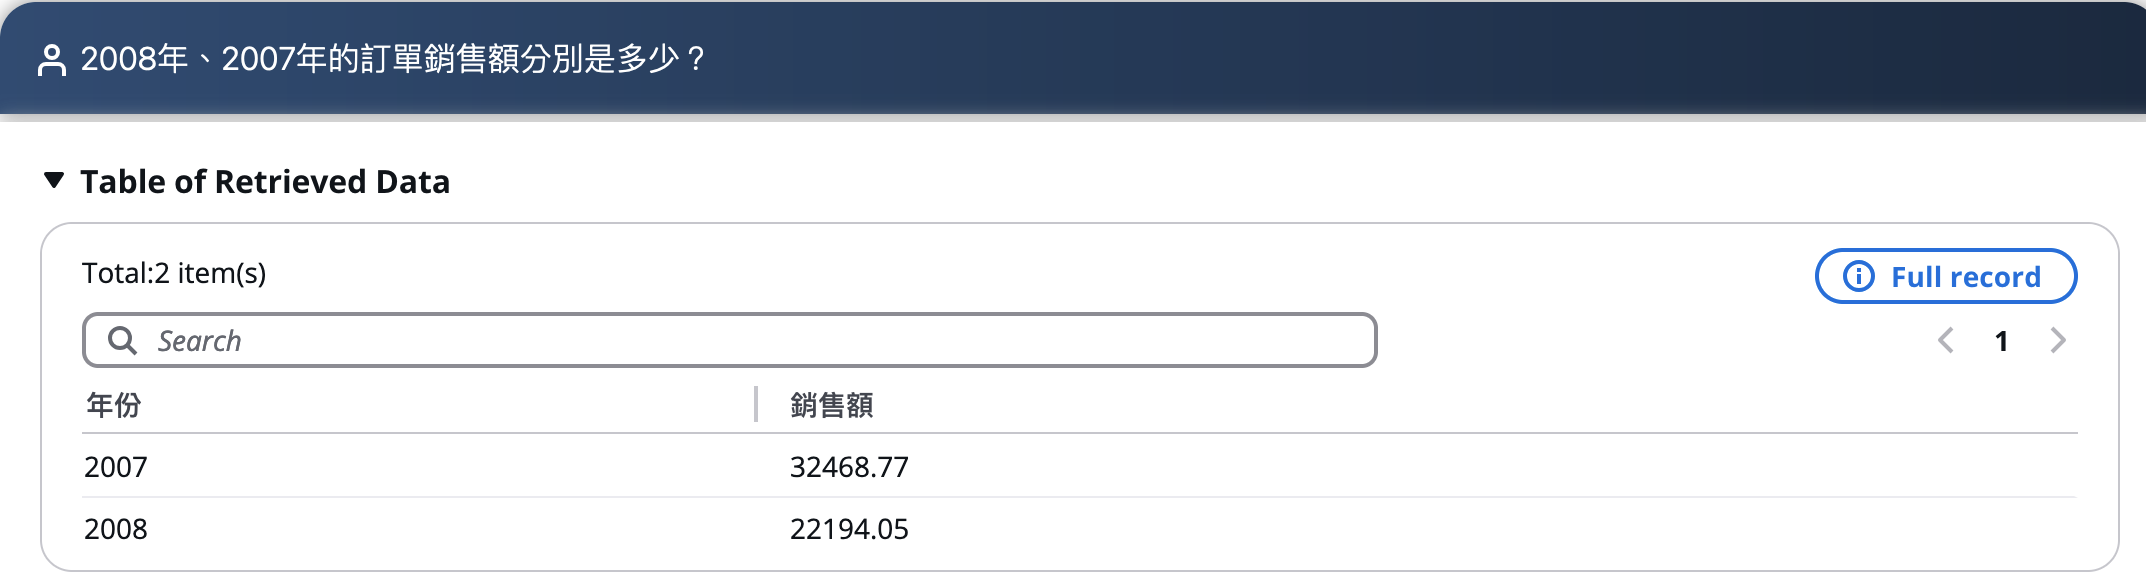 2008年、2007年的訂單銷售額分別是多少？
Table of Retrieved Data
Total:2 item(s)
Full record
Search
1
年份 銷售額
2007 32468.77
2008 22194.05